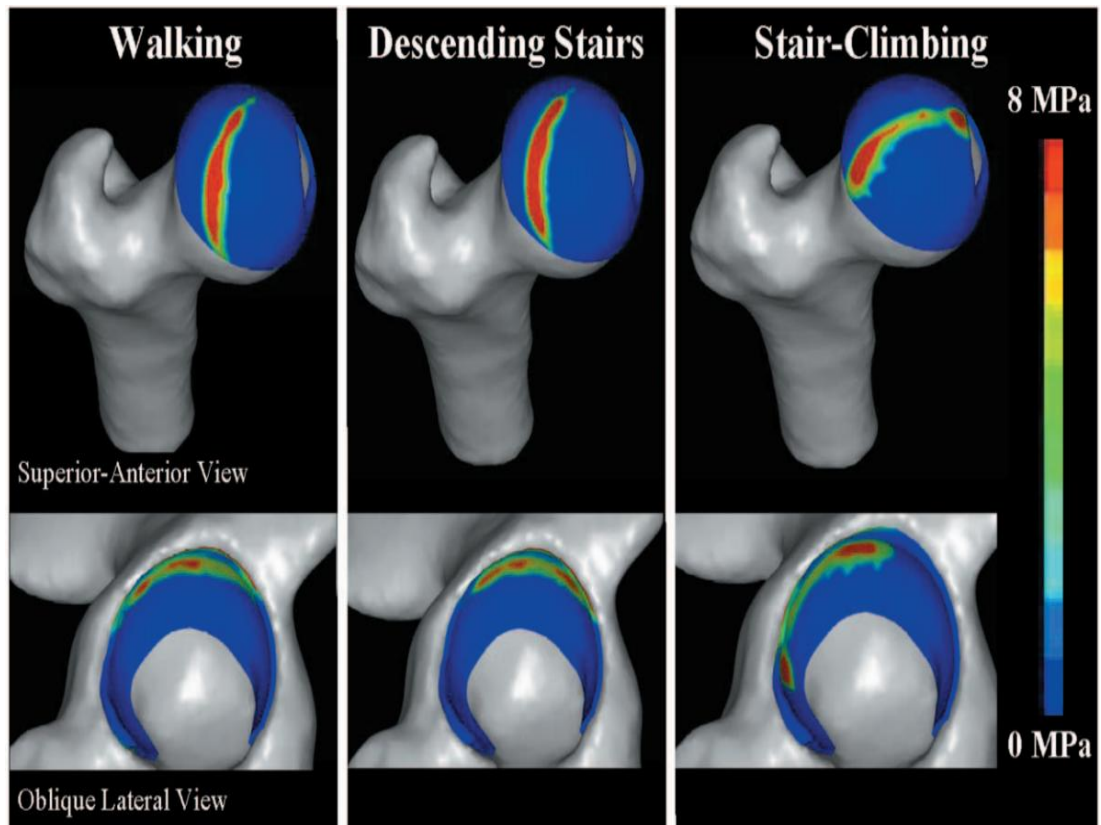 Walking
Descending Stairs
Stair-Climbing
8 MPa
Superior-Anterior View
0 MPa
Oblique Lateral View